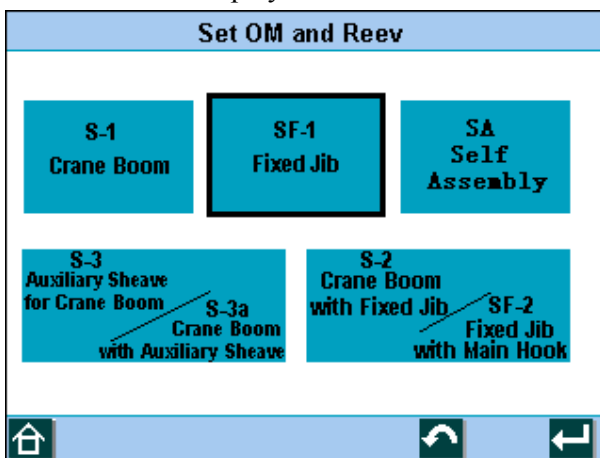 Set OM and Reev
S-1
Crane Boom
SF-1
Fixed Jib
SA
Self
Assembly
S-3
Auxiliary Sheave
for Crane Boom
S-3a
Crane Boom
with Auxiliary Sheave
S-2
Crane Boom
with Fixed Jib
SF-2
Fixed Jib
with Main Hook